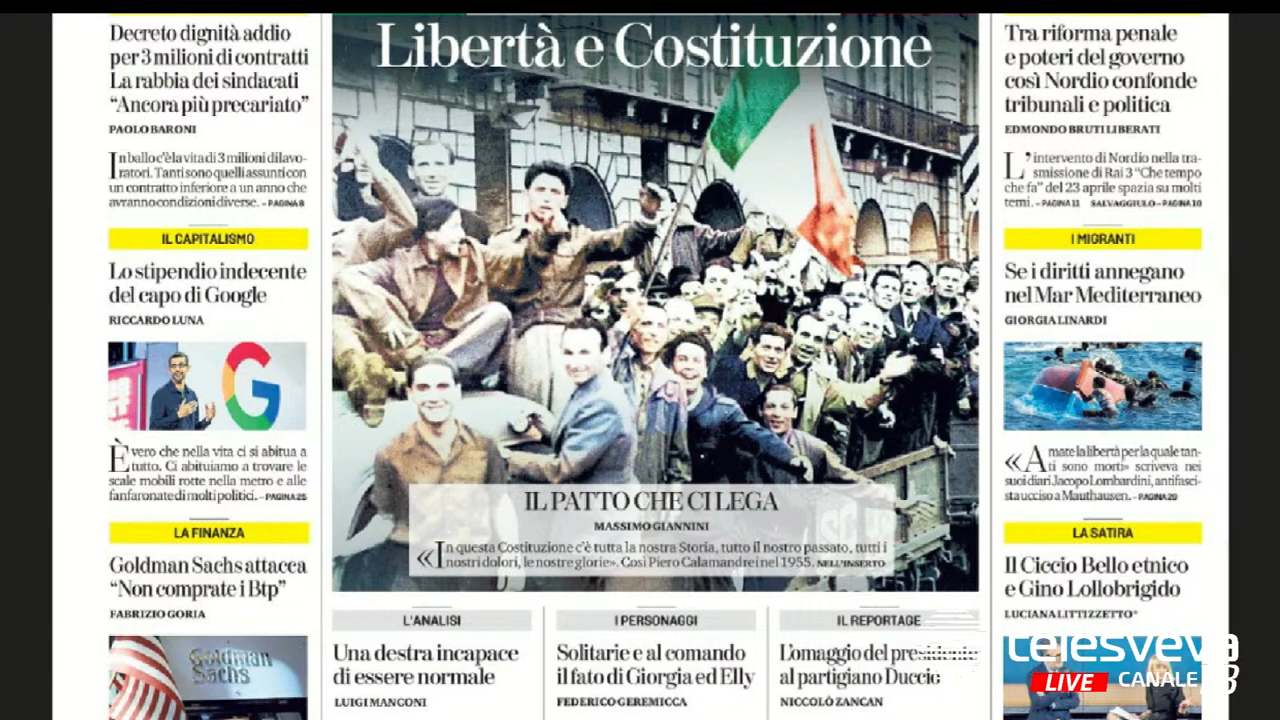 Decreto dignità addio
per 3 milioni di contratti
La rabbia dei sindacati
“Ancora più precariato”
PAOLO BARONI
In ballo c'è la vita di 3 milioni di lavo-
ratori. Tanti sono quelli assunti con
un contratto inferiore a un anno che
avranno condizioni diverse. - PAGINA 8
IL CAPITALISMO
Lo stipendio indecente
del capo di Google
RICCARDO LUNA
G
È vero che nella vita ci si abitua a
tutto. Ci abituiamo a trovare le
scale mobili rotte nella metro e alle
fanfaronate di molti politici. - PAGINA 25
LA FINANZA
Goldman Sachs attacca
“Non comprate i Btp”
FABRIZIO GORIA
Goldman
Sachs
Libertà e Costituzione
IL PATTO CHE CI LEGA
MASSIMO GIANNINI
«In questa Costituzione c'è tutta la nostra Storia, tutto il nostro passato, tutti i
nostri dolori, le nostre glorie». Così Piero Calamandrei nel 1955. NELL'INSERTO
L'ANALISI
Una destra incapace
di essere normale
LUIGI MANCONI
I PERSONAGGI
Solitarie e al comando
il fato di Giorgia ed Elly
FEDERICO GEREMICCA
IL REPORTAGE
L'omaggio del presidente
al partigiano Duccio
NICCOLÒ ZANCAN
Tra riforma penale
e poteri del governo
così Nordio confonde
tribunali e politica
EDMONDO BRUTI LIBERATI
L'intervento di Nordio nella tra-
smissione di Rai 3 “Che tempo
che fa” del 23 aprile spazia su molti
temi. - PAGINA 11 SALVAGGIULO - PAGINA 10
I MIGRANTI
Se i diritti annegano
nel Mar Mediterraneo
GIORGIA LINARDI
«Amate la libertà per la quale tan-
ti sono morti» scriveva nei
suoi diari Jacopo Lombardini, antifasci-
sta ucciso a Mauthausen. - PAGINA 29
LA SATIRA
Il Ciccio Bello etnico
e Gino Lollobrigido
LUCIANA LITTIZZETTO*
telesveva
LIVE CANALE